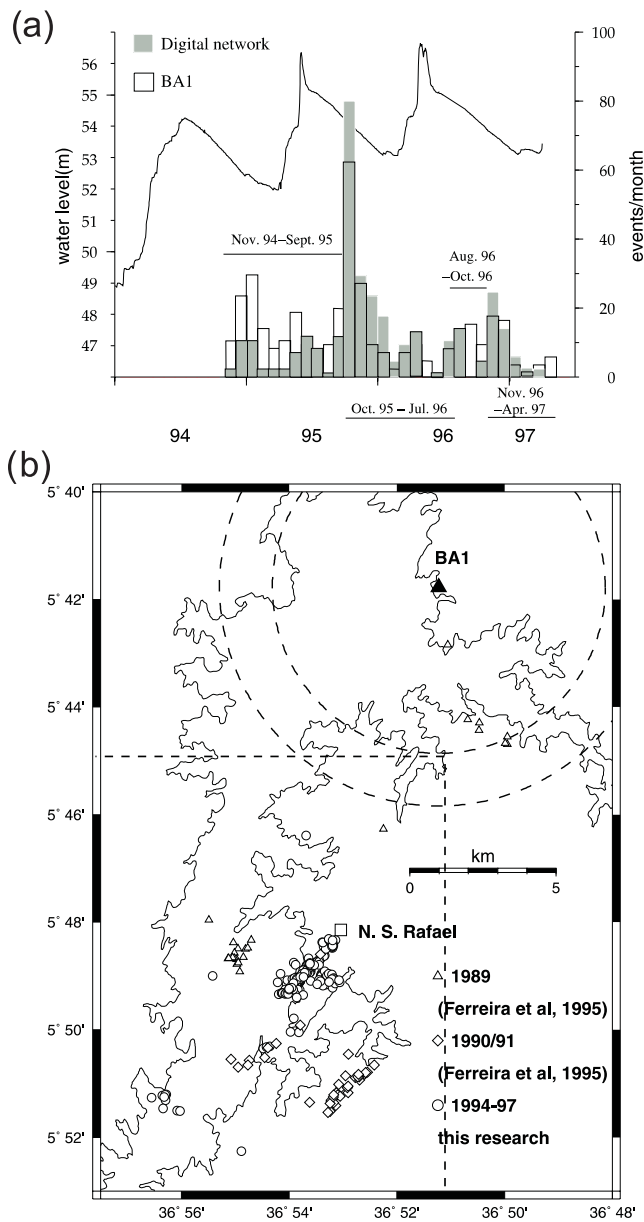 (a)
Digital network
BA1
56
55
54
53
52
51
50
49
48
47
46
water level(m)
100
80
60
40
20
0
events/month
Nov. 94–Sept. 95
Aug. 96
–Oct. 96
Oct. 95 – Jul. 96
Nov. 96
–Apr. 97
94
95
96
97
(b)
5° 40'
5° 42'
5° 44'
5° 46'
5° 48'
5° 50'
5° 52'
BA1
km
0
5
N. S. Rafael
1989
(Ferreira et al, 1995)
1990/91
(Ferreira et al, 1995)
1994-97
this research
36° 56'
36° 54'
36° 52'
36° 50'
36° 48'